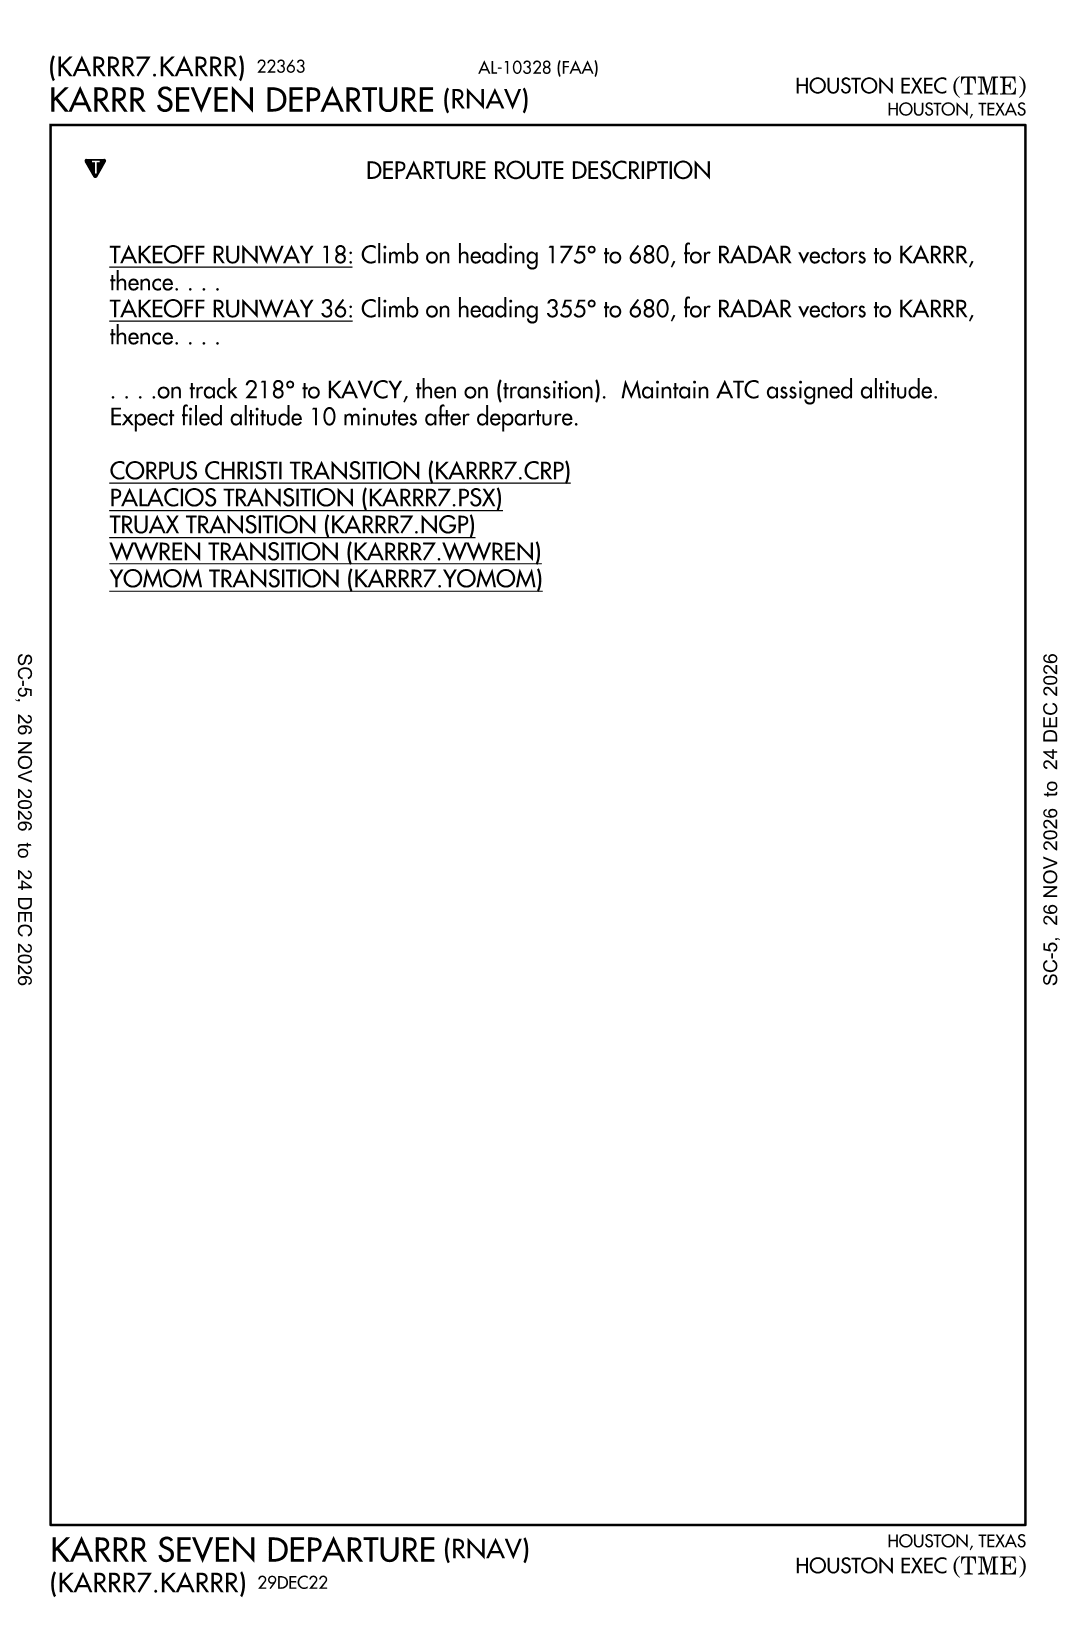 (KARRR7.KARRR) 22363
AL-10328 (FAA)
KARRR SEVEN DEPARTURE (RNAV)
HOUSTON EXEC (TME)
HOUSTON, TEXAS
T
DEPARTURE ROUTE DESCRIPTION
TAKEOFF RUNWAY 18: Climb on heading 175° to 680, for RADAR vectors to KARRR,
thence. . . .
TAKEOFF RUNWAY 36: Climb on heading 355° to 680, for RADAR vectors to KARRR,
thence. . . .
. . . .on track 218° to KAVCY, then on (transition).  Maintain ATC assigned altitude.
Expect filed altitude 10 minutes after departure.
CORPUS CHRISTI TRANSITION (KARRR7.CRP)
PALACIOS TRANSITION (KARRR7.PSX)
TRUAX TRANSITION (KARRR7.NGP)
WWREN TRANSITION (KARRR7.WWREN)
YOMOM TRANSITION (KARRR7.YOMOM)
SC-5, 26 NOV 2026 to 24 DEC 2026
SC-5, 26 NOV 2026 to 24 DEC 2026
KARRR SEVEN DEPARTURE (RNAV)
(KARRR7.KARRR) 29DEC22
HOUSTON, TEXAS
HOUSTON EXEC (TME)